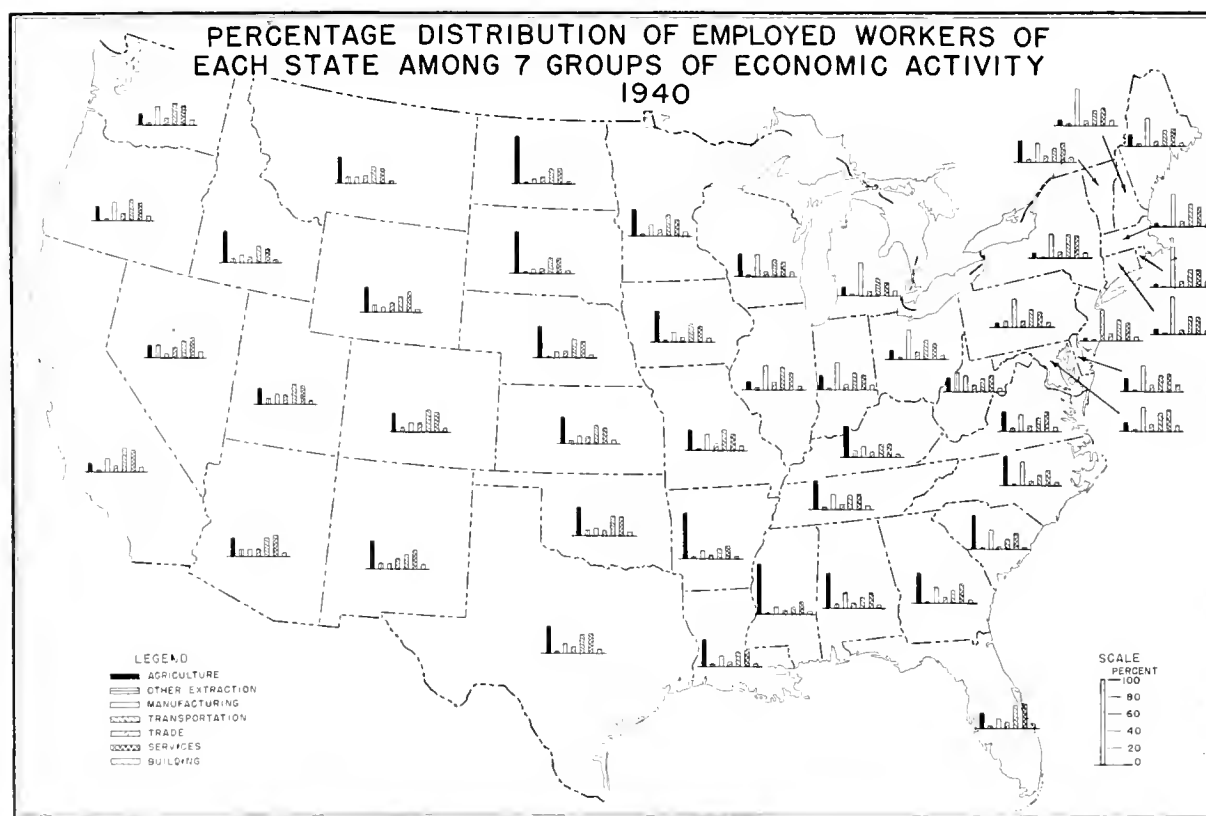 PERCENTAGE DISTRIBUTION OF EMPLOYED WORKERS OF
EACH STATE AMONG 7 GROUPS OF ECONOMIC ACTIVITY
1940
LEGEND
AGRICULTURE
OTHER EXTRACTION
MANUFACTURING
TRANSPORTATION
TRADE
SERVICES
BUILDING
SCALE
PERCENT
100
80
60
40
20
0